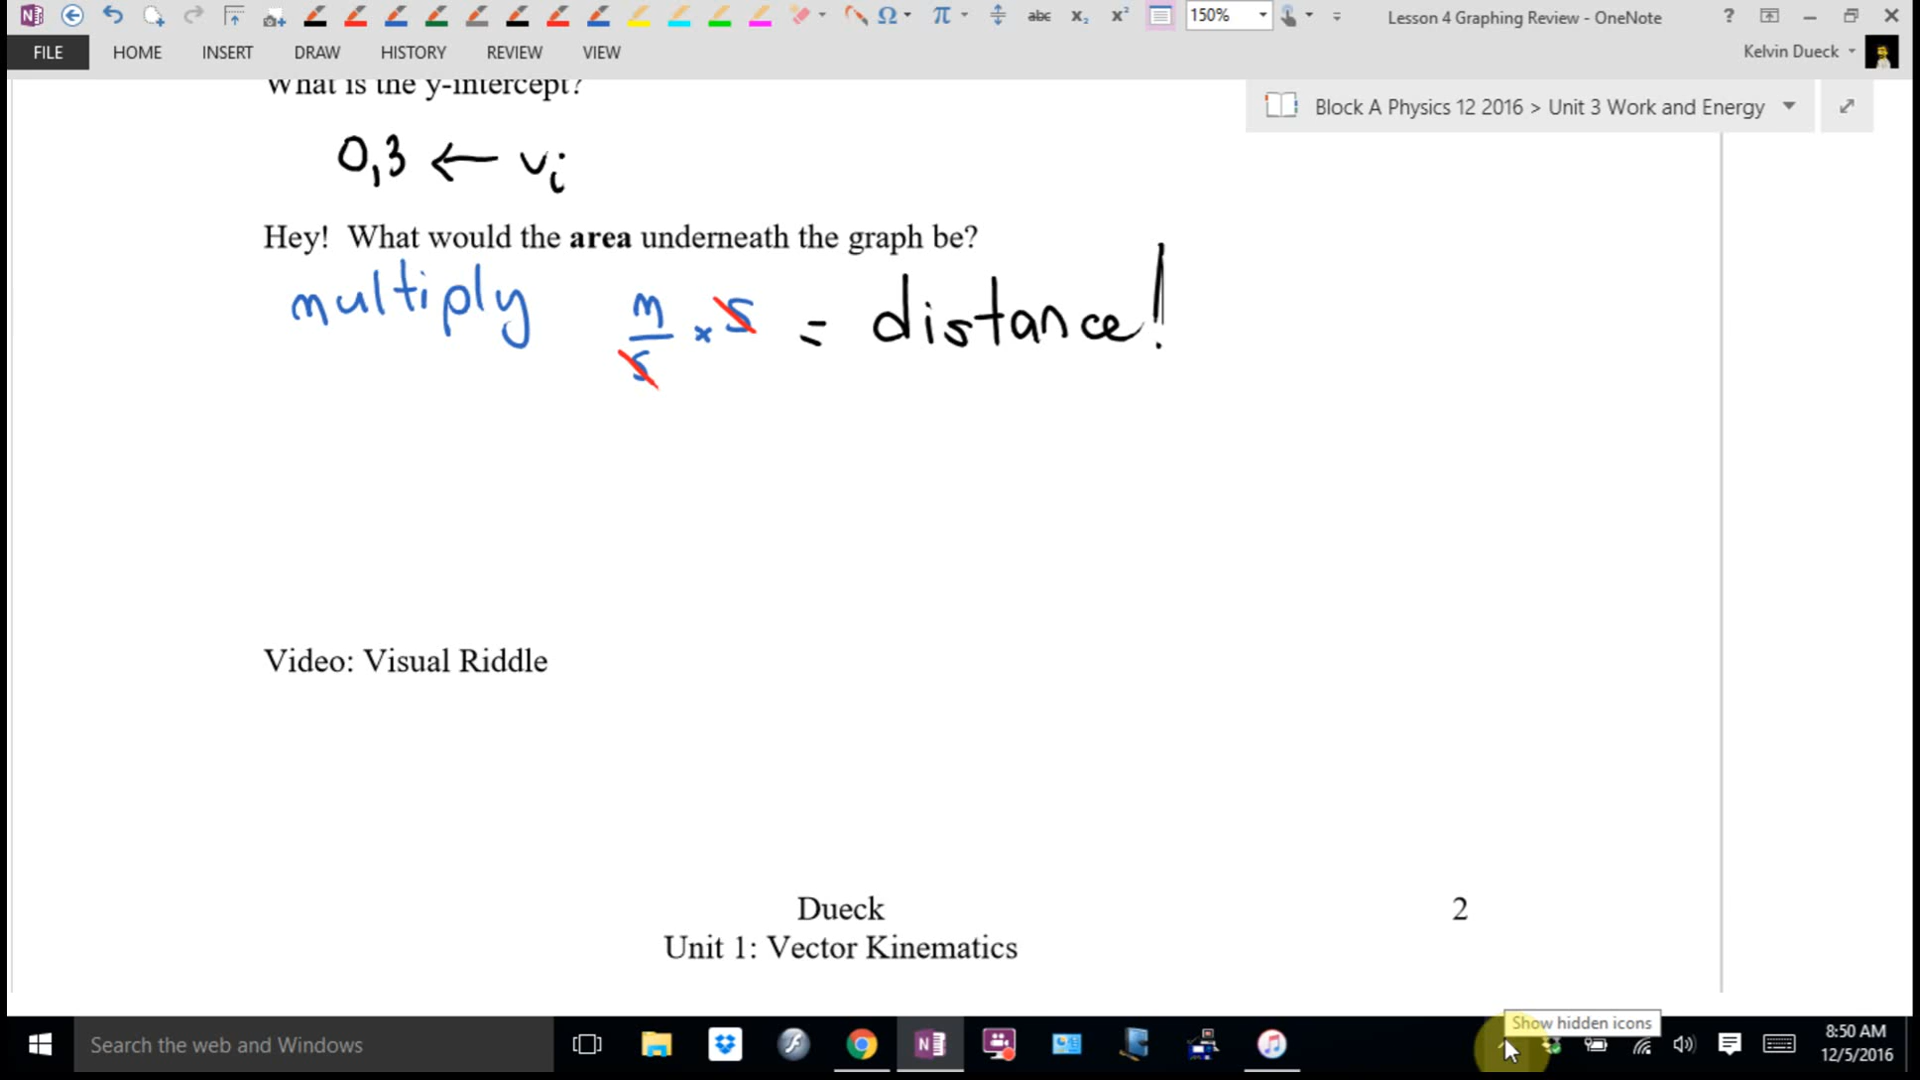 150%
Lesson 4 Graphing Review - OneNote
?
FILE HOME INSERT DRAW HISTORY REVIEW VIEW
Kelvin Dueck
Block A Physics 12 2016 > Unit 3 Work and Energy
What is the y-intercept?
0,3 ← vi
Hey! What would the area underneath the graph be?
multiply m/s × s = distance!
Video: Visual Riddle
Dueck
2
Unit 1: Vector Kinematics
Show hidden icons
Search the web and Windows
8:50 AM
12/5/2016